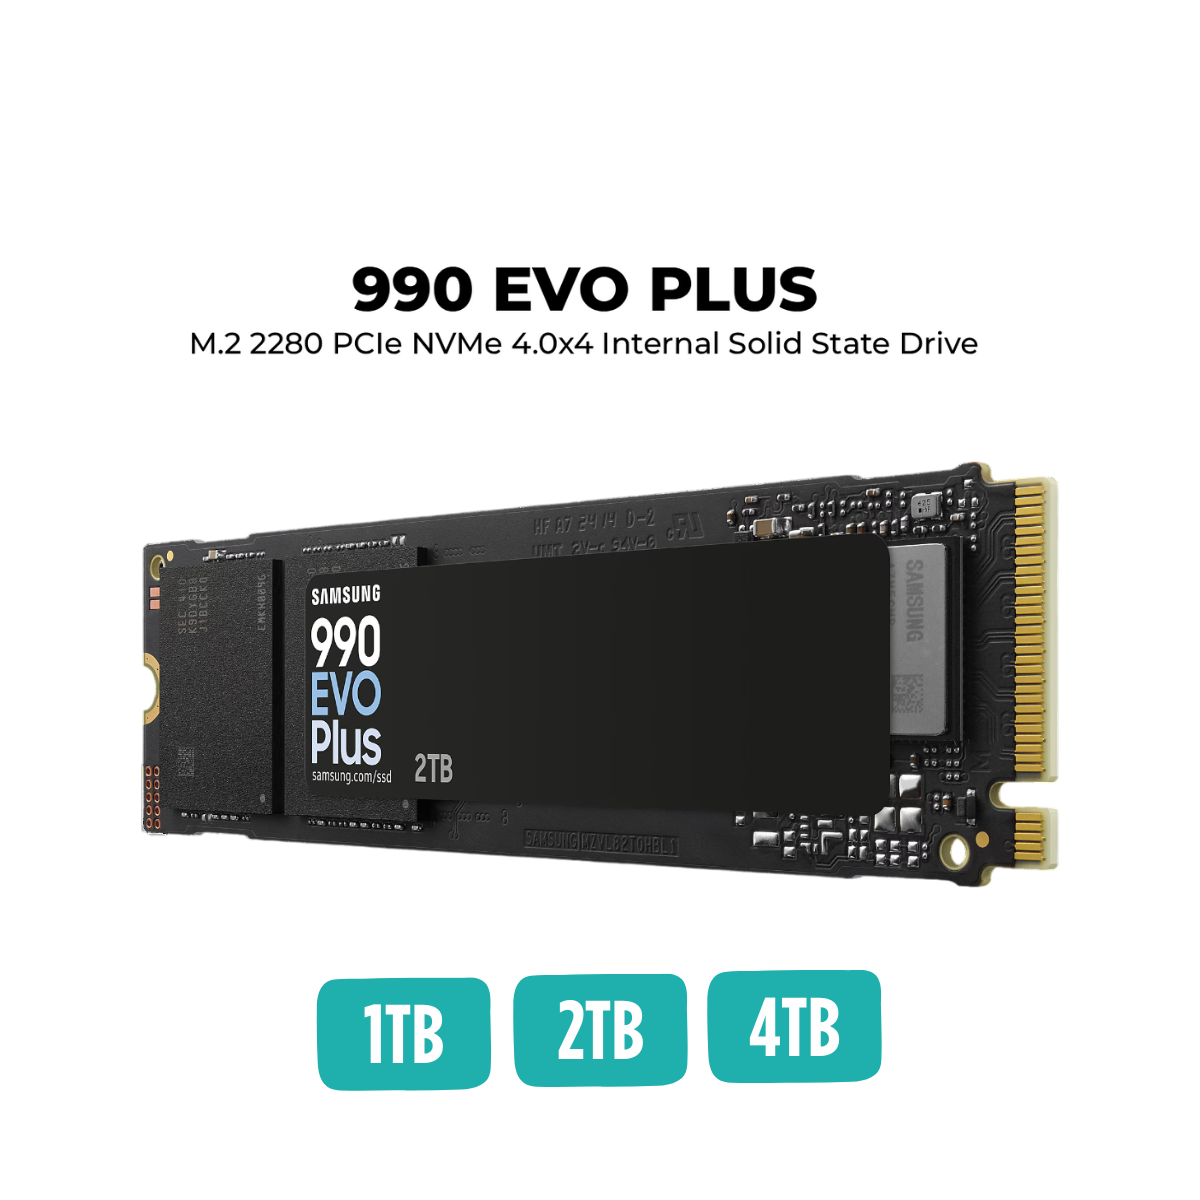 990 EVO PLUS
M.2 2280 PCIe NVMe 4.0x4 Internal Solid State Drive
SAMSUNG
990
EVO
Plus
samsung.com/ssd
2TB
SAMSUNG
1TB
2TB
4TB